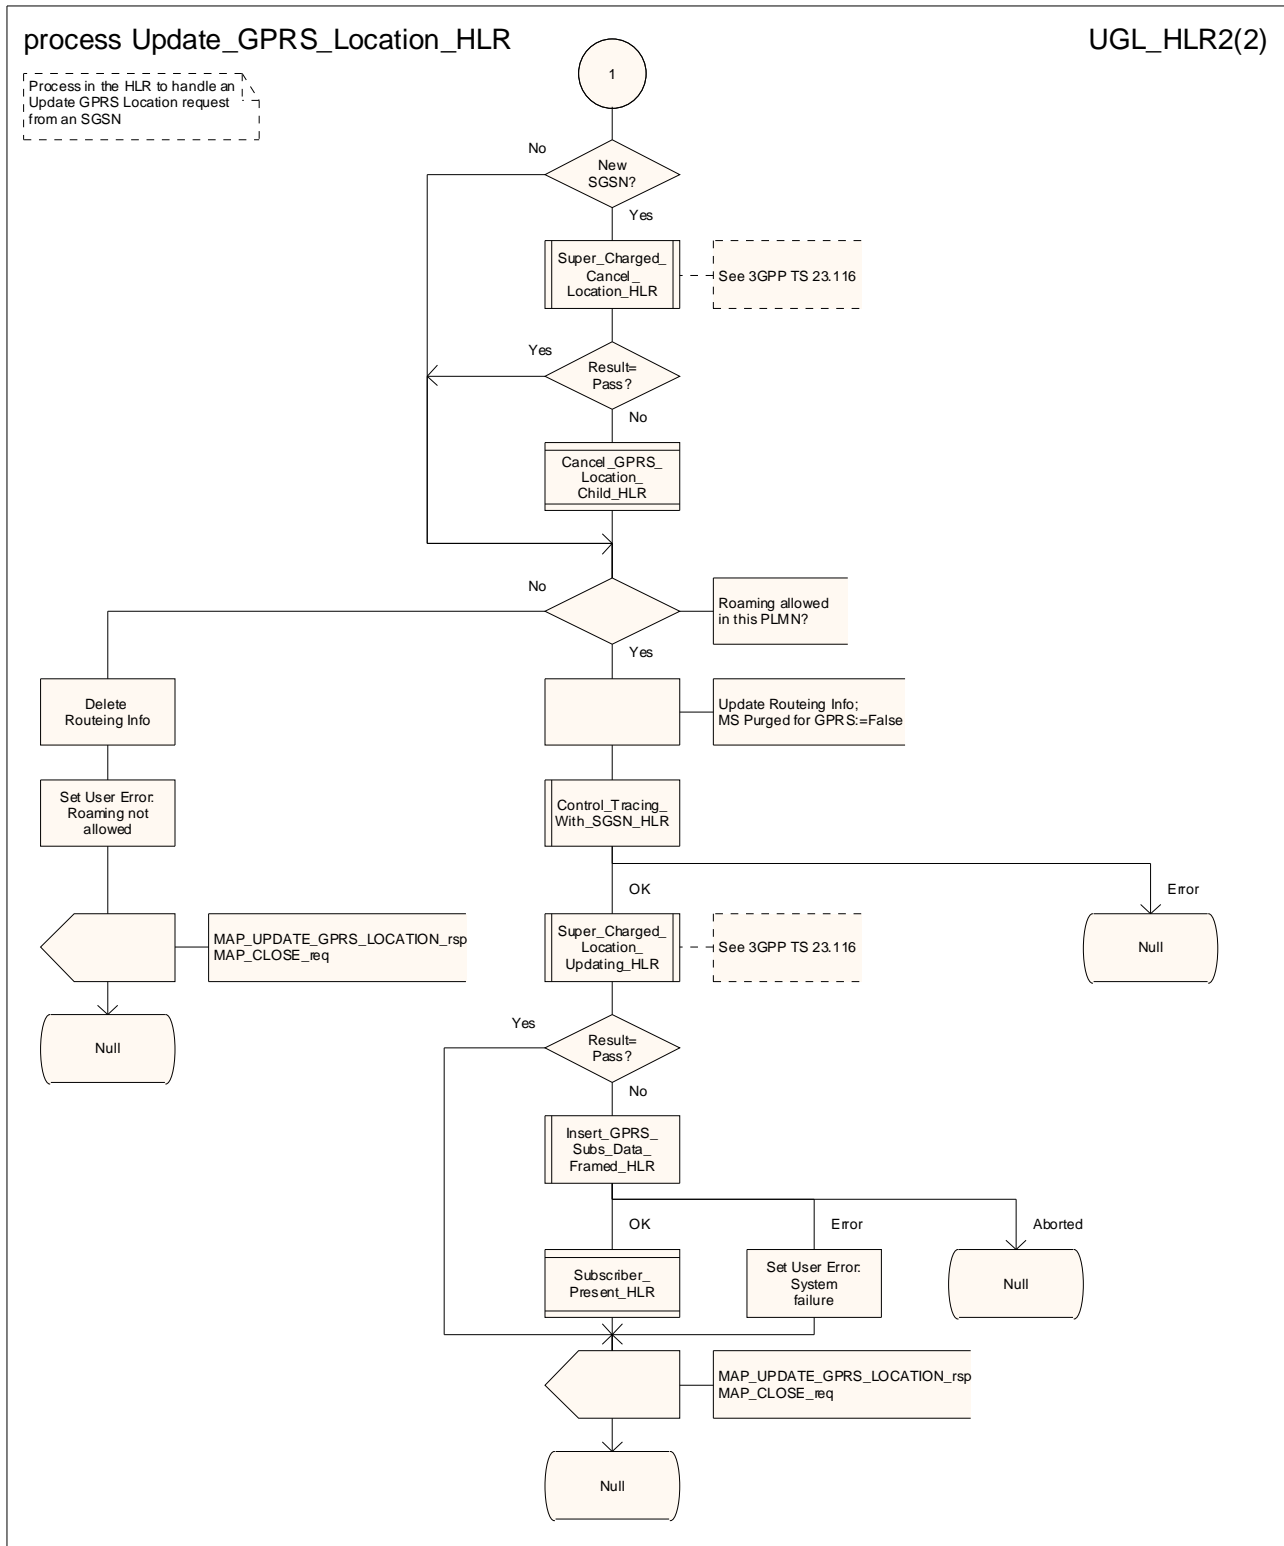 process Update_GPRS_Location_HLR
UGL_HLR2(2)
Process in the HLR to handle an
Update GPRS Location request
from an SGSN
1
No
New
SGSN?
Yes
Super_Charged_
Cancel_
Location_HLR
See 3GPP TS 23.116
Yes
Result=
Pass?
No
Cancel_GPRS_
Location_
Child_HLR
No
Roaming allowed
in this PLMN?
Yes
Delete
Routeing Info
Update Routeing Info;
MS Purged for GPRS:=False
Set User Error:
Roaming not
allowed
Control_Tracing_
With_SGSN_HLR
OK
Error
MAP_UPDATE_GPRS_LOCATION_rsp
MAP_CLOSE_req
Super_Charged_
Location_
Updating_HLR
See 3GPP TS 23.116
Null
Null
Yes
Result=
Pass?
No
Insert_GPRS_
Subs_Data_
Framed_HLR
OK
Error
Aborted
Subscriber_
Present_HLR
Set User Error:
System
failure
Null
MAP_UPDATE_GPRS_LOCATION_rsp
MAP_CLOSE_req
Null